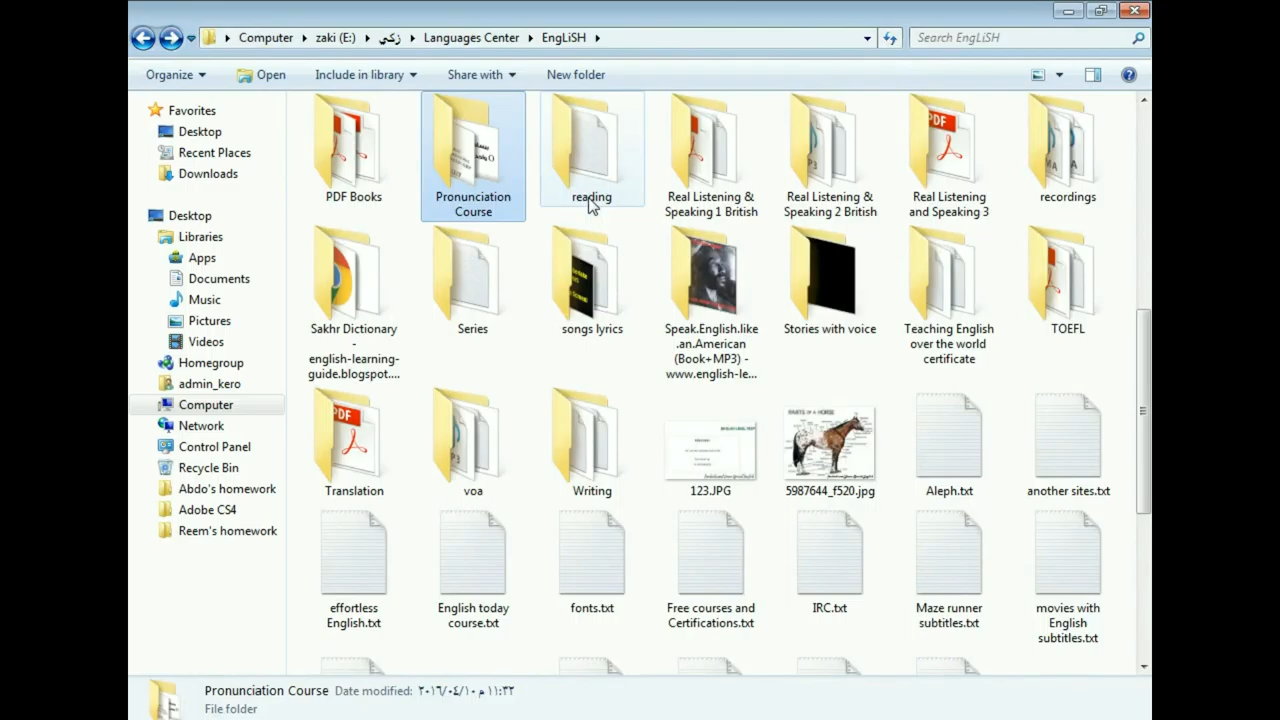 Computer ▸ zaki (E:) ▸ زكي ▸ Languages Center ▸ EngLiSH ▸
Search EngLiSH
Organize Open Include in library Share with New folder
Favorites
Desktop
Recent Places
Downloads
Desktop
Libraries
Apps
Documents
Music
Pictures
Videos
Homegroup
admin_kero
Computer
Network
Control Panel
Recycle Bin
Abdo's homework
Adobe CS4
Reem's homework
PDF Books
Pronunciation
Course
reading
Real Listening &
Speaking 1 British
Real Listening &
Speaking 2 British
Real Listening
and Speaking 3
recordings
Sakhr Dictionary
-
english-learning-
guide.blogspot....
Series
songs lyrics
Speak.English.like
.an.American
(Book+MP3) -
www.english-le...
Stories with voice
Teaching English
over the world
certificate
TOEFL
Translation
voa
Writing
123.JPG
PARTS OF A HORSE
5987644_f520.jpg
Aleph.txt
another sites.txt
effortless
English.txt
English today
course.txt
fonts.txt
Free courses and
Certifications.txt
IRC.txt
Maze runner
subtitles.txt
movies with
English
subtitles.txt
Pronunciation Course Date modified: ٢٠١٦/٠٤/١٠ م ١١:٣٢
File folder